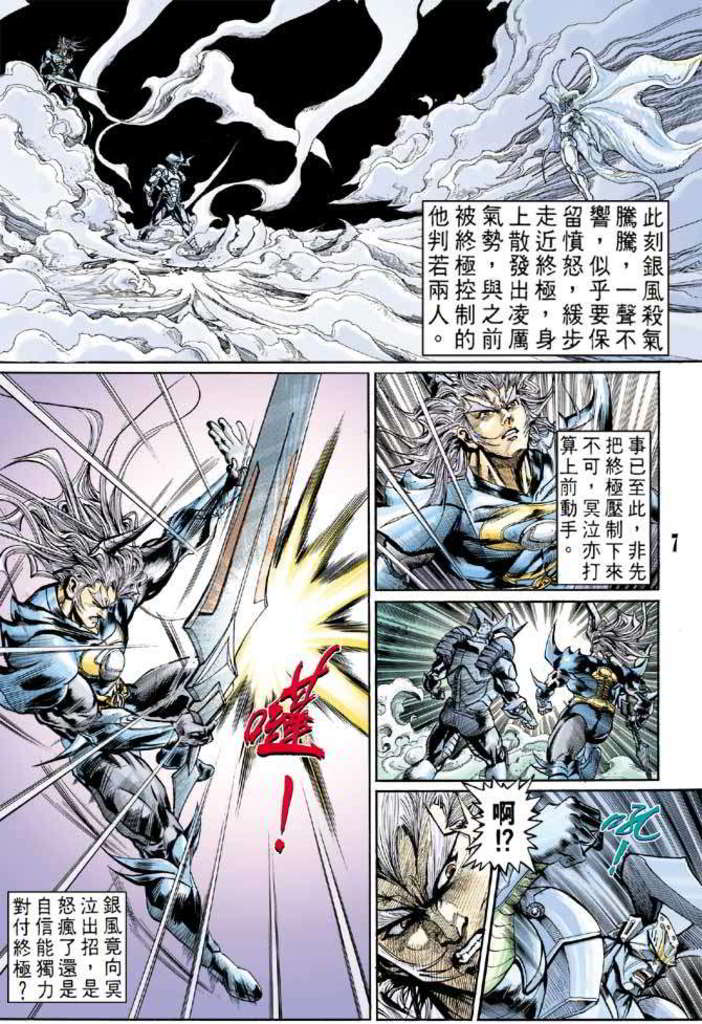 此刻銀風殺氣
騰騰，一聲不
響，似乎要保
留憤怒，緩步
走近終極，身
上散發出凌厲
氣勢，與之前
被終極控制的
他判若兩人。
事已至此，非先
把終極壓制下來
不可，冥泣亦打
算上前動手。
7
啊!?
吼!
噠!
銀風竟向冥
泣出招，是
怒瘋了還是
自信能獨力
對付終極？